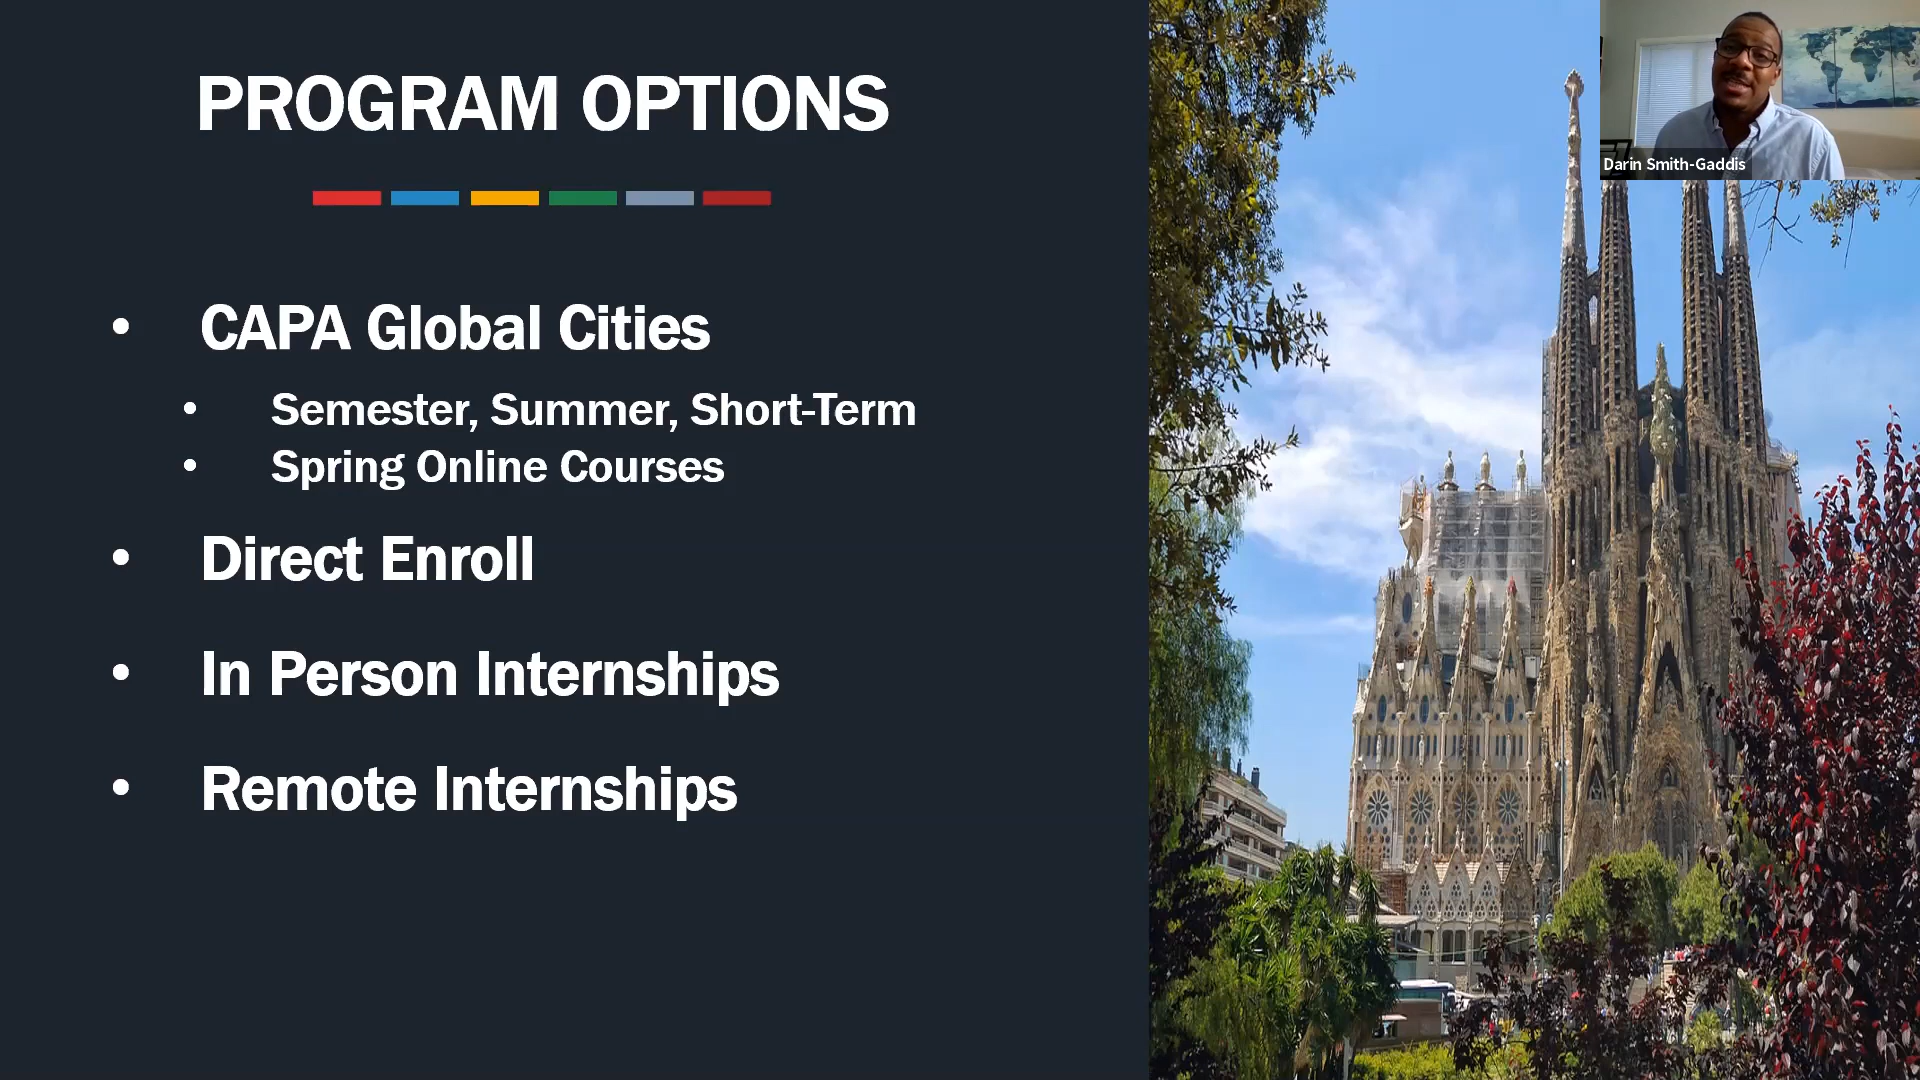 PROGRAM OPTIONS
Darin Smith-Gaddis
• CAPA Global Cities
• Semester, Summer, Short-Term
• Spring Online Courses
• Direct Enroll
• In Person Internships
• Remote Internships